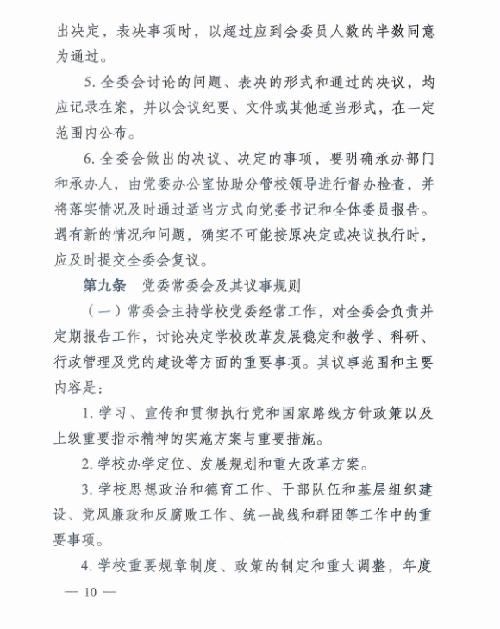 出决定，表决事项时，以超过应到会委员人数的半数同意
为通过。
5. 全委会讨论的问题、表决的形式和通过的决议，均
应记录在案，并以会议纪要、文件或其他适当形式，在一定
范围内公布。
6. 全委会做出的决议、决定的事项，要明确承办部门
和承办人，由党委办公室协助分管校领导进行督办检查，并
将落实情况及时通过适当方式向党委书记和全体委员报告。
遇有新的情况和问题，确实不可能按原决定或决议执行时，
应及时提交全委会复议。
第九条　党委常委会及其议事规则
（一）常委会主持学校党委经常工作，对全委会负责并
定期报告工作，讨论决定学校改革发展稳定和教学、科研、
行政管理及党的建设等方面的重要事项。其议事范围和主要
内容是：
1. 学习、宣传和贯彻执行党和国家路线方针政策以及
上级重要指示精神的实施方案与重要措施。
2. 学校办学定位、发展规划和重大改革方案。
3. 学校思想政治和德育工作、干部队伍和基层组织建
设、党风廉政和反腐败工作、统一战线和群团等工作中的重
要事项。
4. 学校重要规章制度、政策的制定和重大调整，年度
— 10 —